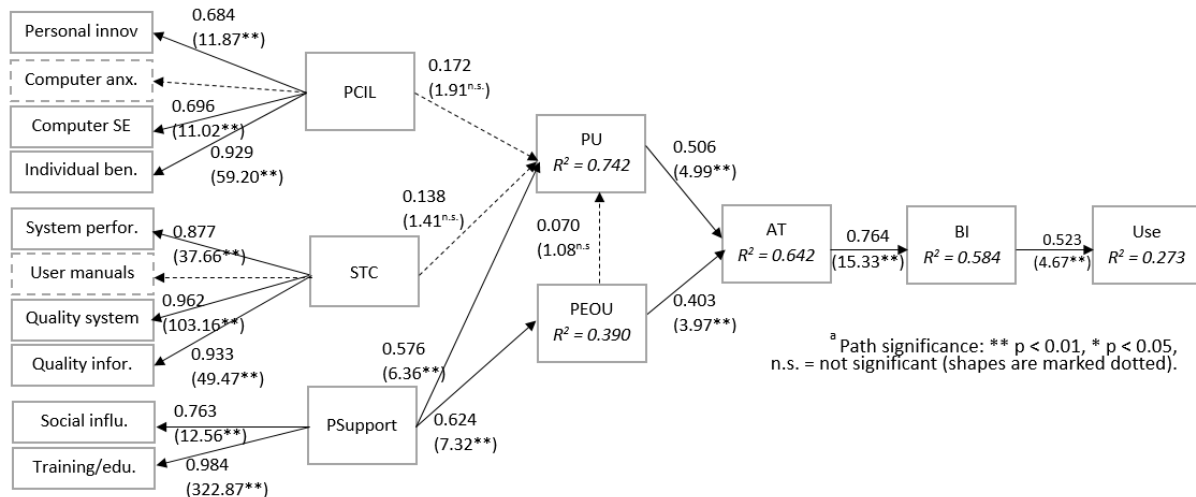 Personal innov
0.684
(11.87**)
Computer anx.
0.696
(11.02**)
Computer SE
0.929
(59.20**)
Individual ben.
PCIL
0.172
(1.91n.s.)
System perfor.
0.877
(37.66**)
User manuals
0.962
(103.16**)
Quality system
0.933
(49.47**)
Quality infor.
STC
0.138
(1.41n.s.)
Social influ.
0.763
(12.56**)
Training/edu.
0.984
(322.87**)
PSupport
0.576
(6.36**)
0.624
(7.32**)
PU
R² = 0.742
0.070
(1.08n.s
PEOU
R² = 0.390
0.506
(4.99**)
0.403
(3.97**)
AT
R² = 0.642
0.764
(15.33**)
BI
R² = 0.584
0.523
(4.67**)
Use
R² = 0.273
a Path significance: ** p < 0.01, * p < 0.05,
n.s. = not significant (shapes are marked dotted).